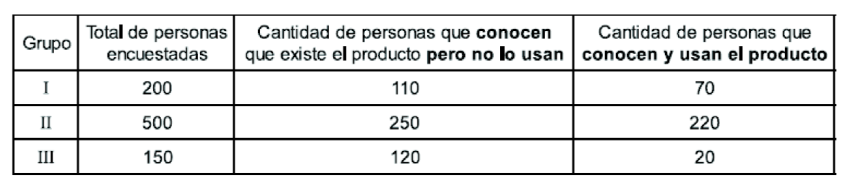 Grupo
Total de personas
encuestadas
Cantidad de personas que conocen
que existe el producto pero no lo usan
Cantidad de personas que
conocen y usan el producto
I 200 110 70
II 500 250 220
III 150 120 20